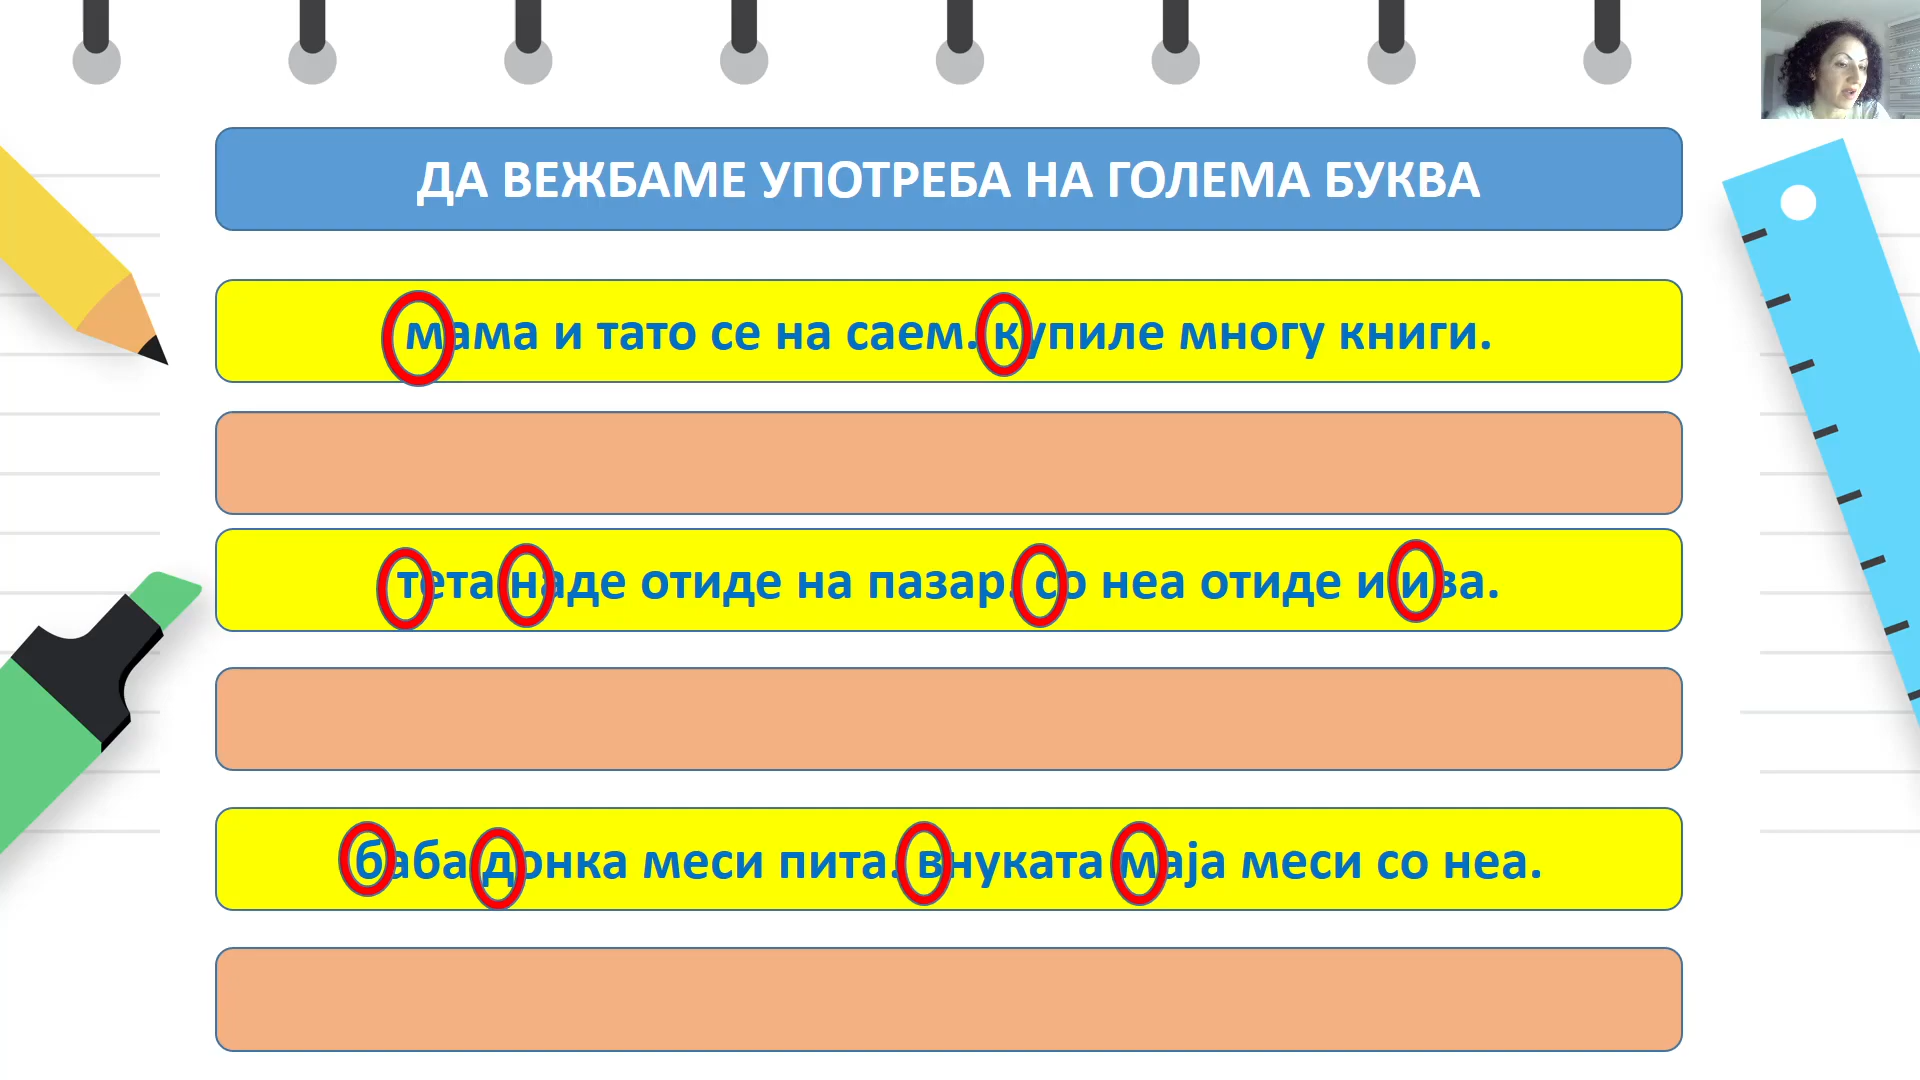 ДА ВЕЖБАМЕ УПОТРЕБА НА ГОЛЕМА БУКВА
мама и тато се на саем. купиле многу книги.
тета наде отиде на пазар. со неа отиде и ива.
баба донка меси пита. внуката маја меси со неа.